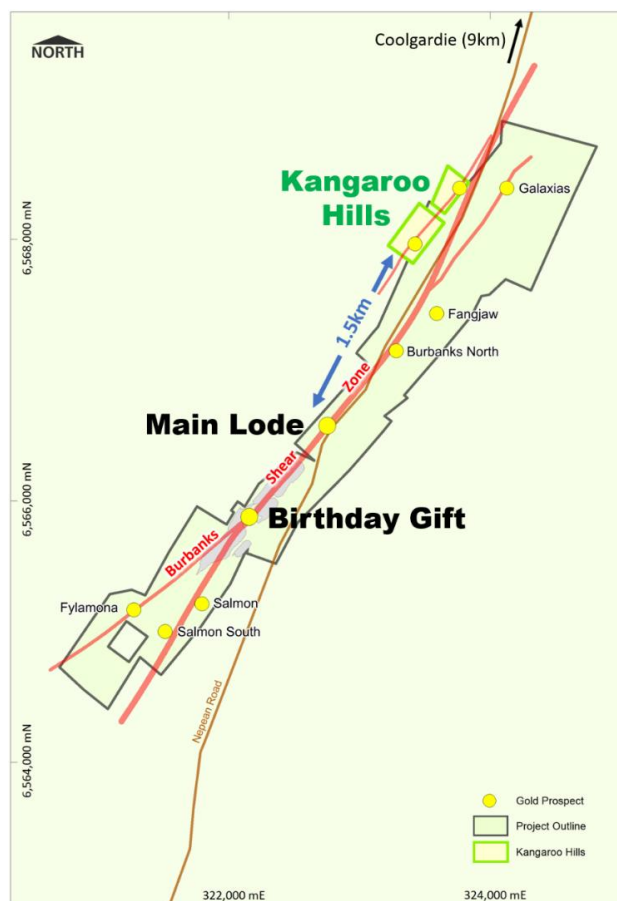 Coolgardie (9km)
NORTH
Kangaroo
Hills
Galaxias
6,568,000 mN
1.5km
Fangjaw
Burbanks North
Zone
Main Lode
Shear
6,566,000 mN
Birthday Gift
Burbanks
Fylamona
Salmon
Salmon South
Nepean Road
6,564,000 mN
Gold Prospect
Project Outline
Kangaroo Hills
322,000 mE
324,000 mE